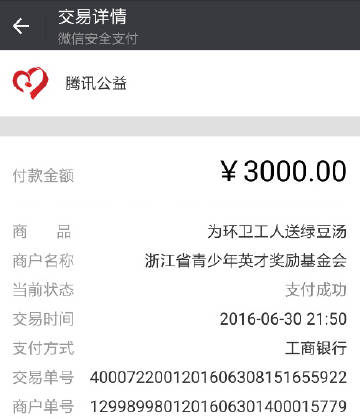 交易详情
微信安全支付
腾讯公益
付款金额 ￥3000.00
商 品 为环卫工人送绿豆汤
商户名称 浙江省青少年英才奖励基金会
当前状态 支付成功
交易时间 2016-06-30 21:50
支付方式 工商银行
交易单号 4000722001201606308151655922
商户单号 1299899801201606301400015779